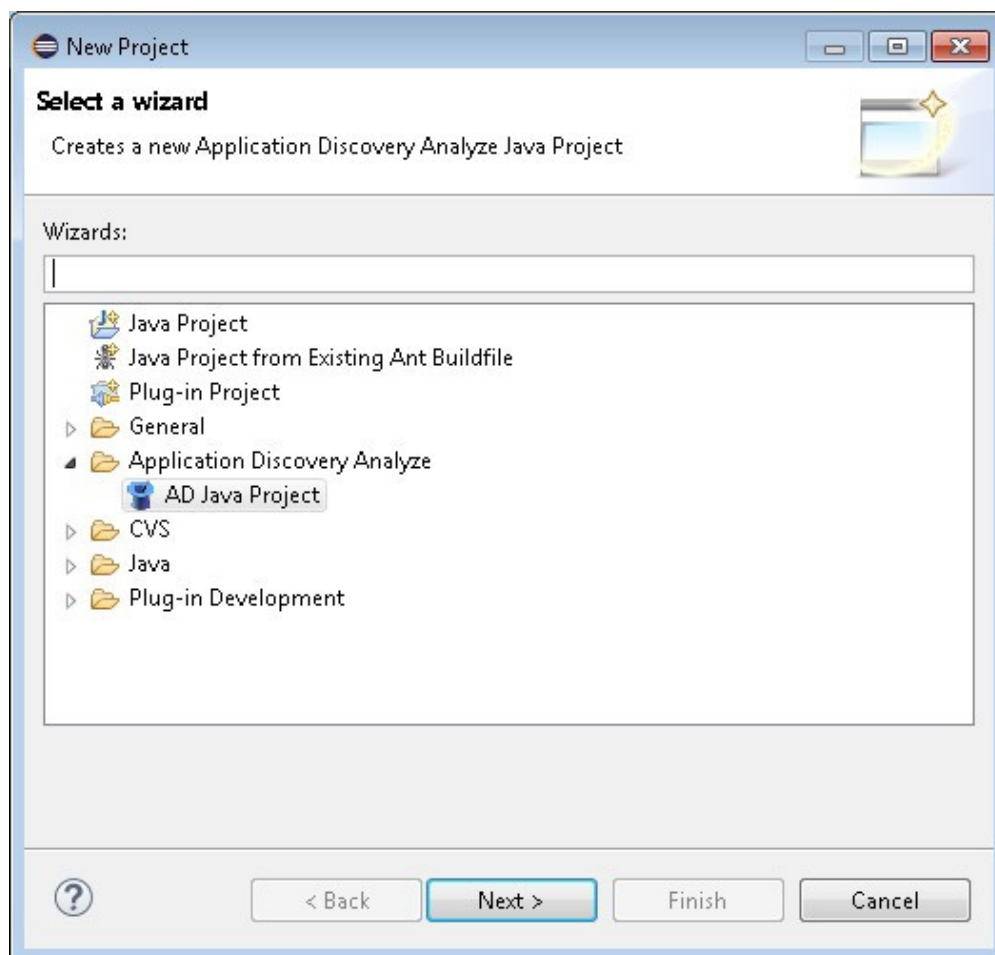 New Project
Select a wizard
Creates a new Application Discovery Analyze Java Project
Wizards:
Java Project
Java Project from Existing Ant Buildfile
Plug-in Project
General
Application Discovery Analyze
AD Java Project
CVS
Java
Plug-in Development
< Back Next > Finish Cancel